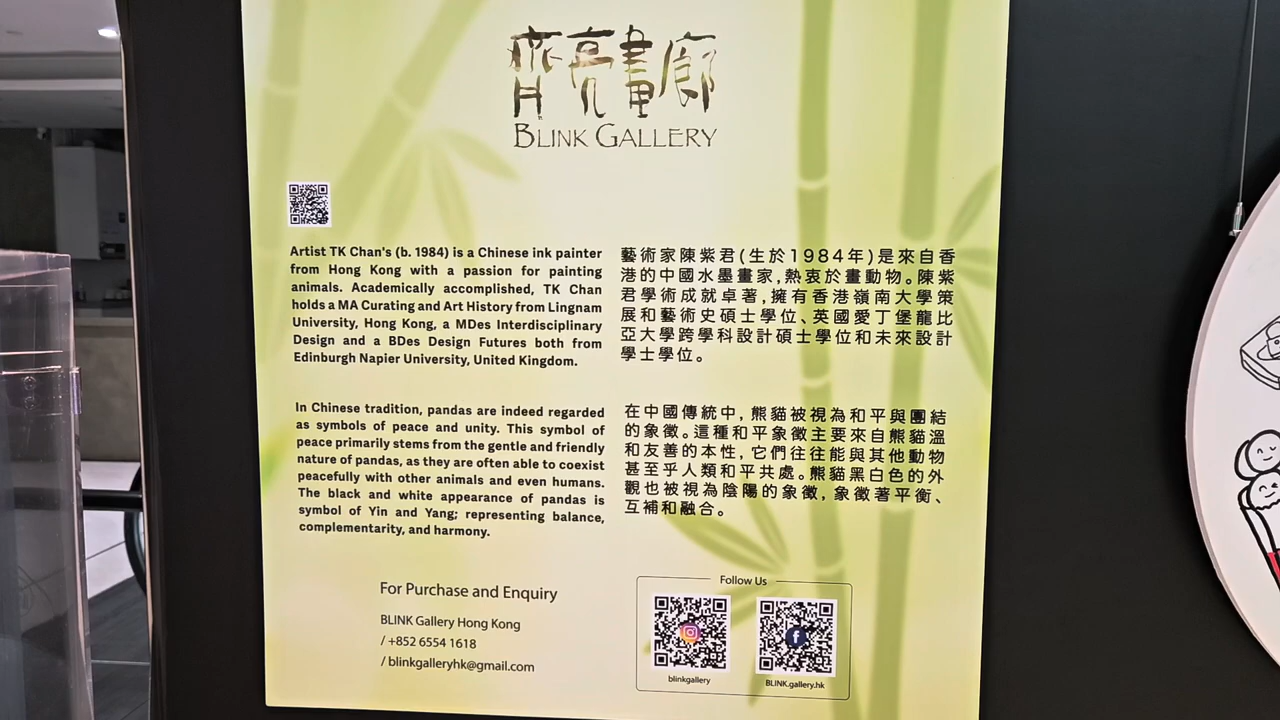 齊亮畫廊
BLINK GALLERY
Artist TK Chan's (b. 1984) is a Chinese ink painter
from Hong Kong with a passion for painting
animals. Academically accomplished, TK Chan
holds a MA Curating and Art History from Lingnam
University, Hong Kong, a MDes Interdisciplinary
Design and a BDes Design Futures both from
Edinburgh Napier University, United Kingdom.
藝術家陳紫君(生於1984年)是來自香
港的中國水墨畫家,熱衷於畫動物。陳紫
君學術成就卓著,擁有香港嶺南大學策
展和藝術史碩士學位、英國愛丁堡龍比
亞大學跨學科設計碩士學位和未來設計
學士學位。
In Chinese tradition, pandas are indeed regarded
as symbols of peace and unity. This symbol of
peace primarily stems from the gentle and friendly
nature of pandas, as they are often able to coexist
peacefully with other animals and even humans.
The black and white appearance of pandas is
symbol of Yin and Yang; representing balance,
complementarity, and harmony.
在中國傳統中, 熊貓被視為和平與團結
的象徵。這種和平象徵主要來自熊貓溫
和友善的本性, 它們往往能與其他動物
甚至乎人類和平共處。熊貓黑白色的外
觀也被視為陰陽的象徵, 象徵著平衡、
互補和融合。
For Purchase and Enquiry
BLINK Gallery Hong Kong
/ +852 6554 1618
/ blinkgalleryhk@gmail.com
Follow Us
blinkgallery
BLINK.gallery.hk